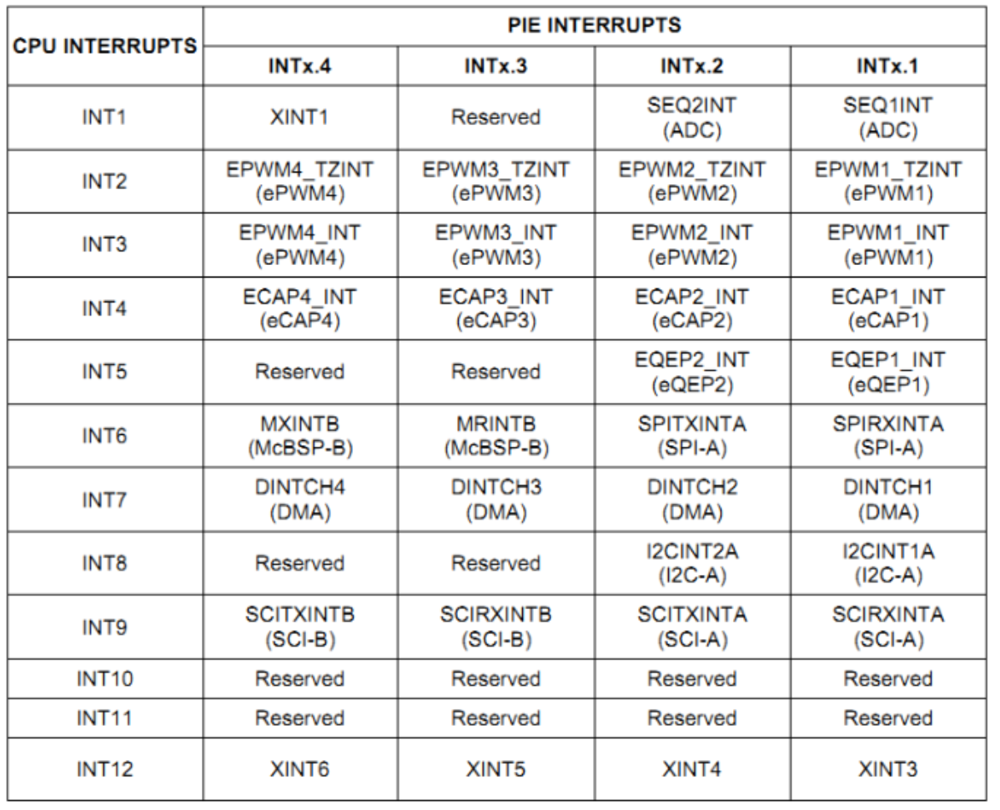 CPU INTERRUPTS
PIE INTERRUPTS
INTx.4 INTx.3 INTx.2 INTx.1
INT1 XINT1 Reserved SEQ2INT (ADC) SEQ1INT (ADC)
INT2 EPWM4_TZINT (ePWM4) EPWM3_TZINT (ePWM3) EPWM2_TZINT (ePWM2) EPWM1_TZINT (ePWM1)
INT3 EPWM4_INT (ePWM4) EPWM3_INT (ePWM3) EPWM2_INT (ePWM2) EPWM1_INT (ePWM1)
INT4 ECAP4_INT (eCAP4) ECAP3_INT (eCAP3) ECAP2_INT (eCAP2) ECAP1_INT (eCAP1)
INT5 Reserved Reserved EQEP2_INT (eQEP2) EQEP1_INT (eQEP1)
INT6 MXINTB (McBSP-B) MRINTB (McBSP-B) SPITXINTA (SPI-A) SPIRXINTA (SPI-A)
INT7 DINTCH4 (DMA) DINTCH3 (DMA) DINTCH2 (DMA) DINTCH1 (DMA)
INT8 Reserved Reserved I2CINT2A (I2C-A) I2CINT1A (I2C-A)
INT9 SCITXINTB (SCI-B) SCIRXINTB (SCI-B) SCITXINTA (SCI-A) SCIRXINTA (SCI-A)
INT10 Reserved Reserved Reserved Reserved
INT11 Reserved Reserved Reserved Reserved
INT12 XINT6 XINT5 XINT4 XINT3